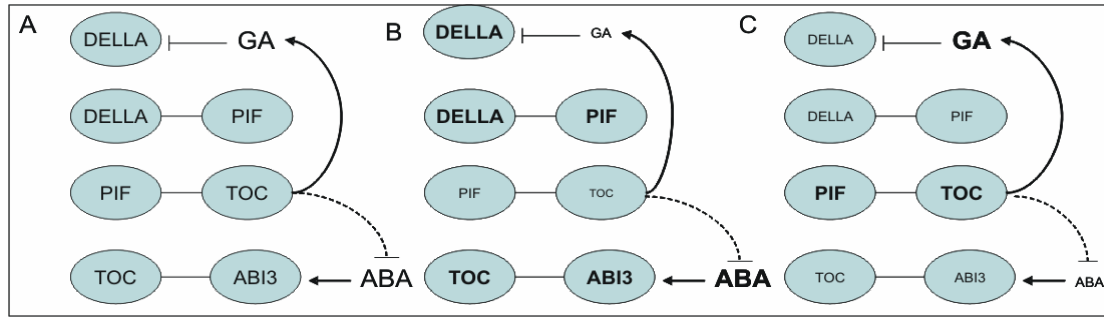 A
DELLA GA
DELLA PIF
PIF TOC
TOC ABI3 ABA
B
DELLA GA
DELLA PIF
PIF TOC
TOC ABI3 ABA
C
DELLA GA
DELLA PIF
PIF TOC
TOC ABI3 ABA